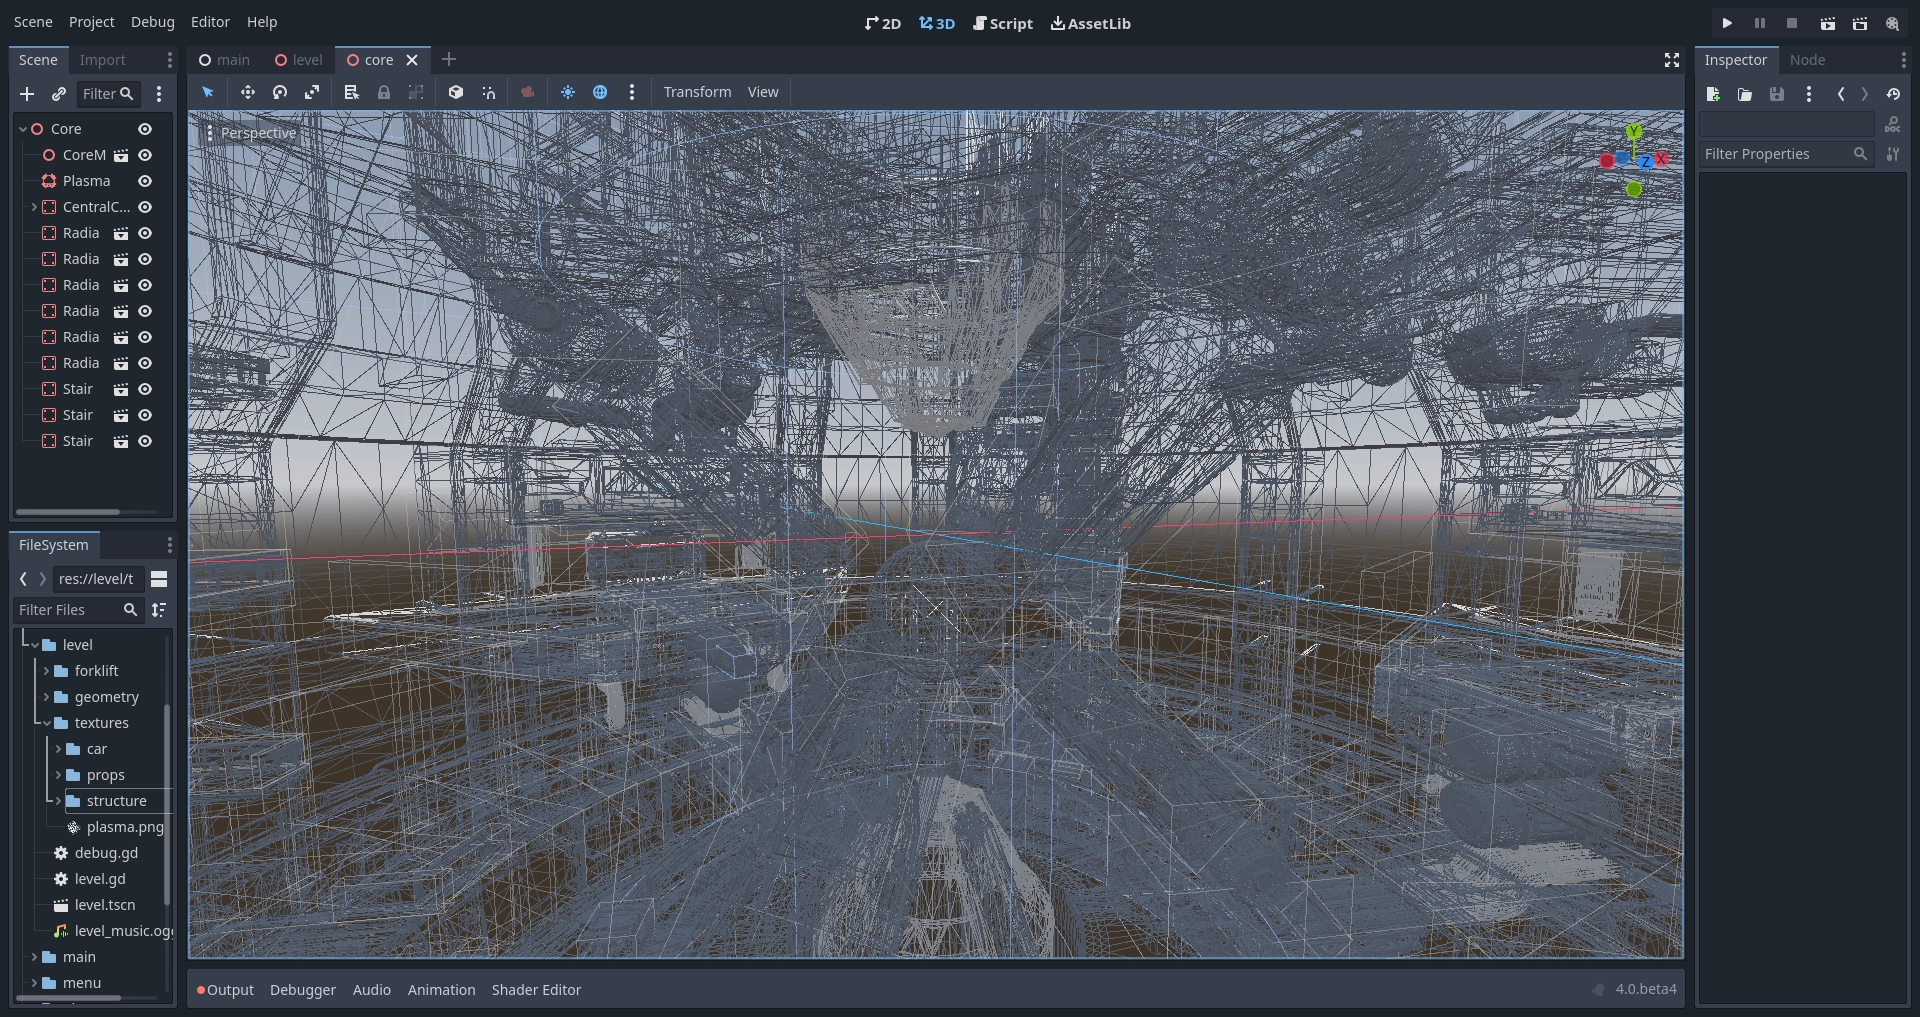 Scene Project Debug Editor Help
2D 3D Script AssetLib
Scene Import
main level core
Inspector Node
Filter
Transform View
Perspective
Y
Z X
DOC
Filter Properties
Core
CoreM
Plasma
CentralC...
Radia
Radia
Radia
Radia
Radia
Radia
Stair
Stair
Stair
FileSystem
res://level/t
Filter Files
level
forklift
geometry
textures
car
props
structure
plasma.png
debug.gd
level.gd
level.tscn
level_music.ogg
main
menu
Output Debugger Audio Animation Shader Editor
4.0.beta4